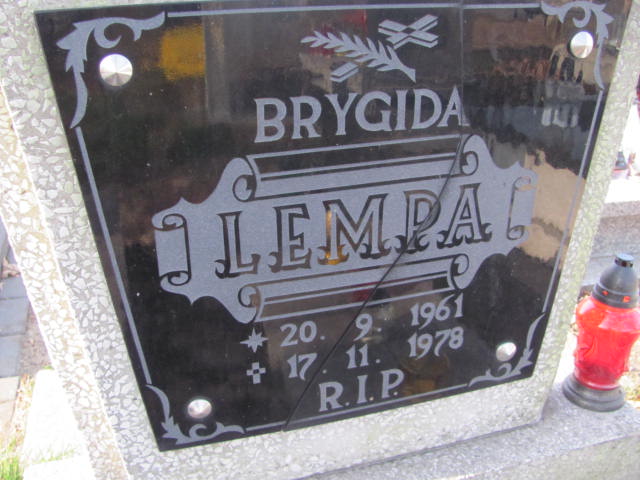 BRYGIDA
LEMPA
20. 9. 1961
17. 11. 1978
R.I.P.